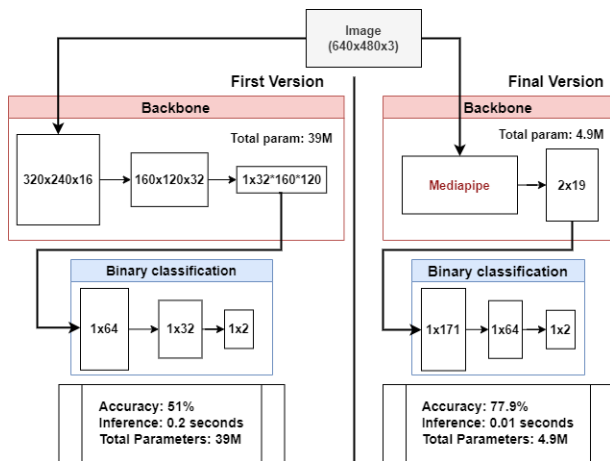 Image
(640x480x3)
First Version
Backbone
Total param: 39M
320x240x16
160x120x32
1x32*160*120
Binary classification
1x64
1x32
1x2
Accuracy: 51%
Inference: 0.2 seconds
Total Parameters: 39M
Final Version
Backbone
Total param: 4.9M
Mediapipe
2x19
Binary classification
1x171
1x64
1x2
Accuracy: 77.9%
Inference: 0.01 seconds
Total Parameters: 4.9M